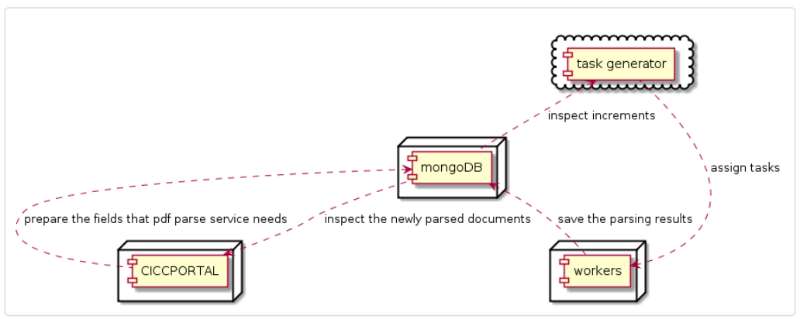 task generator
inspect increments
mongoDB
assign tasks
prepare the fields that pdf parse service needs
inspect the newly parsed documents
save the parsing results
CICCPORTAL
workers